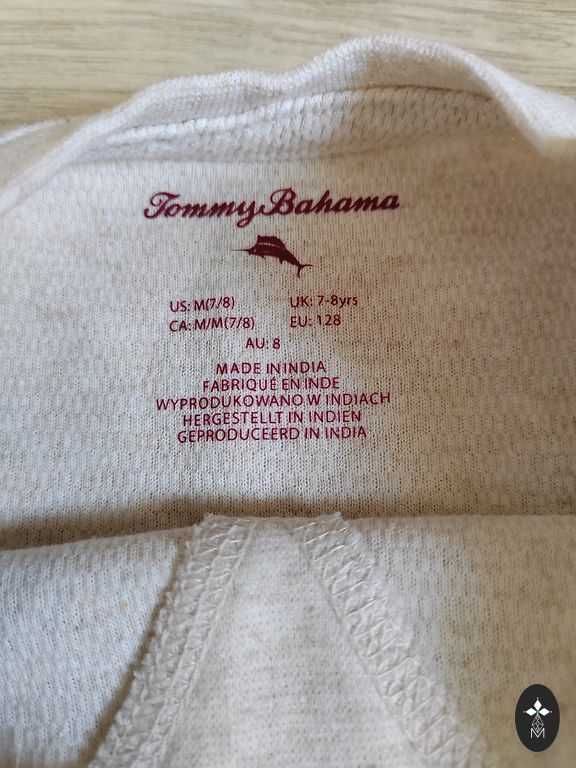 Tommy Bahama
US: M(7/8) UK: 7-8yrs
CA: M/M(7/8) EU: 128
AU: 8
MADE IN INDIA
FABRIQUÉ EN INDE
WYPRODUKOWANO W INDIACH
HERGESTELLT IN INDIEN
GEPRODUCEERD IN INDIA
M